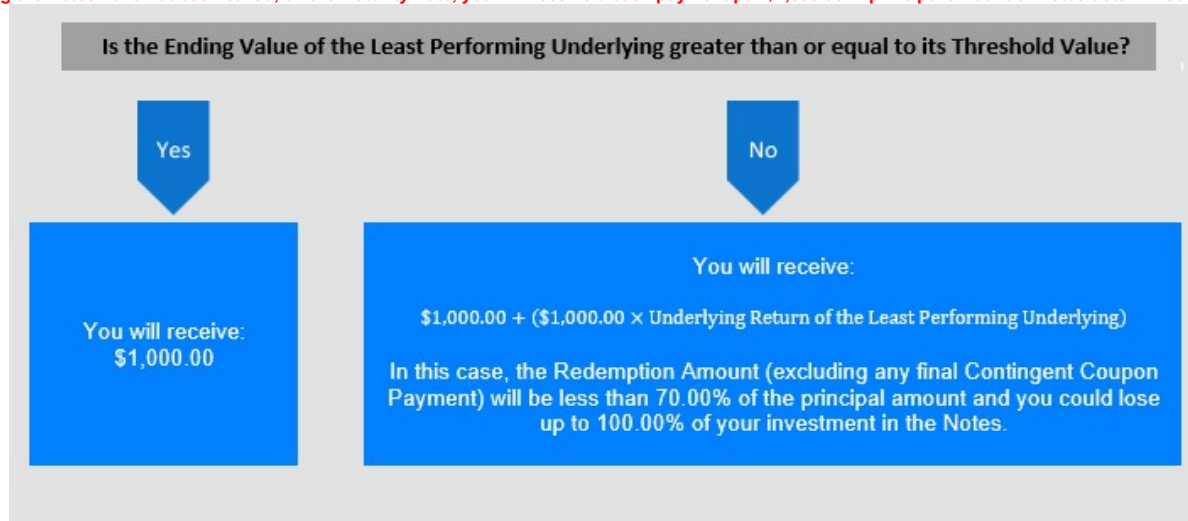 Is the Ending Value of the Least Performing Underlying greater than or equal to its Threshold Value?
Yes
No
You will receive:
$1,000.00
You will receive:
$1,000.00 + ($1,000.00 × Underlying Return of the Least Performing Underlying)
In this case, the Redemption Amount (excluding any final Contingent Coupon
Payment) will be less than 70.00% of the principal amount and you could lose
up to 100.00% of your investment in the Notes.